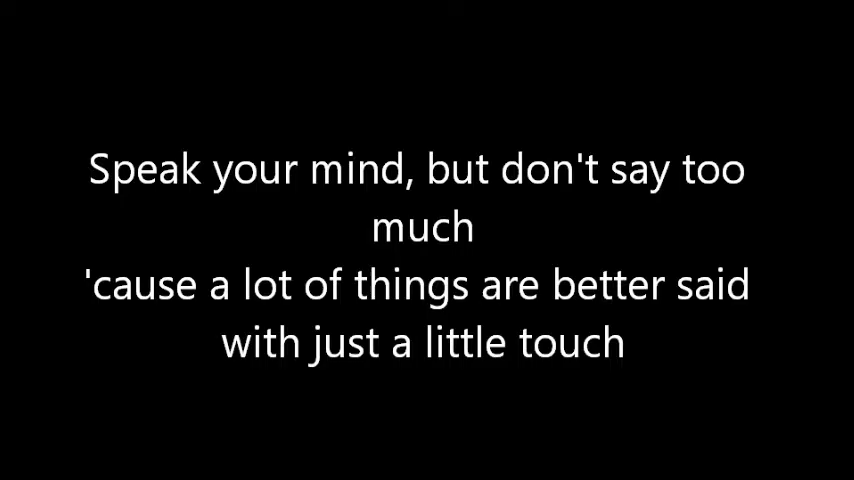 Speak your mind, but don't say too
much
'cause a lot of things are better said
with just a little touch